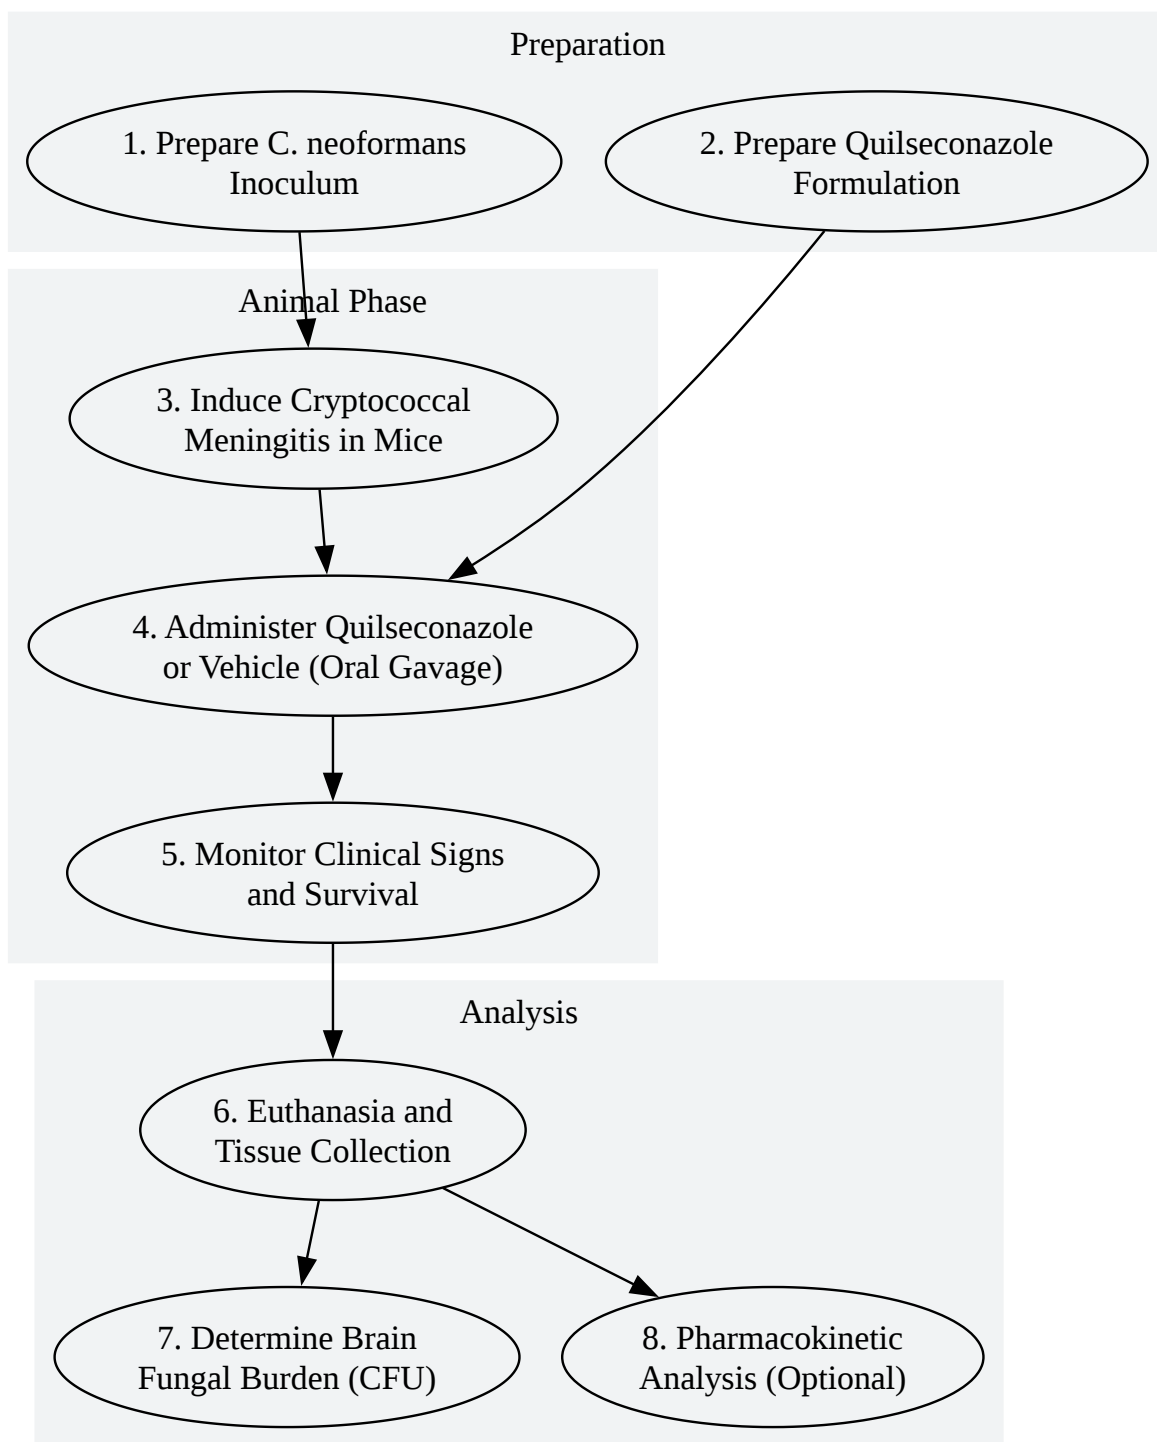 Preparation
1. Prepare C. neoformans
Inoculum
2. Prepare Quilseconazole
Formulation
Animal Phase
3. Induce Cryptococcal
Meningitis in Mice
4. Administer Quilseconazole
or Vehicle (Oral Gavage)
5. Monitor Clinical Signs
and Survival
Analysis
6. Euthanasia and
Tissue Collection
7. Determine Brain
Fungal Burden (CFU)
8. Pharmacokinetic
Analysis (Optional)